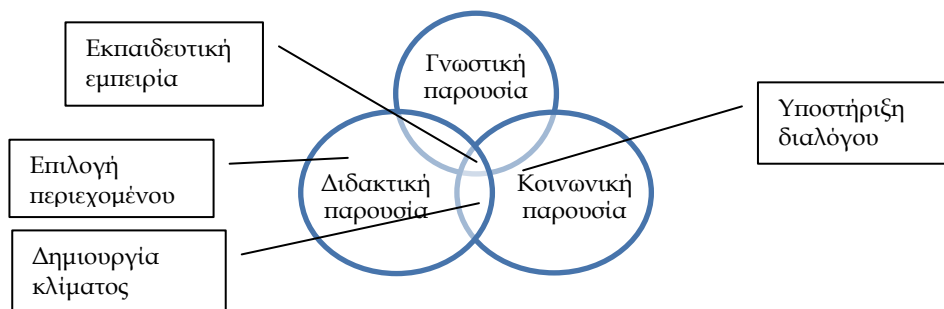 Εκπαιδευτική
εμπειρία
Γνωστική
παρουσία
Υποστήριξη
διαλόγου
Επιλογή
περιεχομένου
Διδακτική
παρουσία
Κοινωνική
παρουσία
Δημιουργία
κλίματος